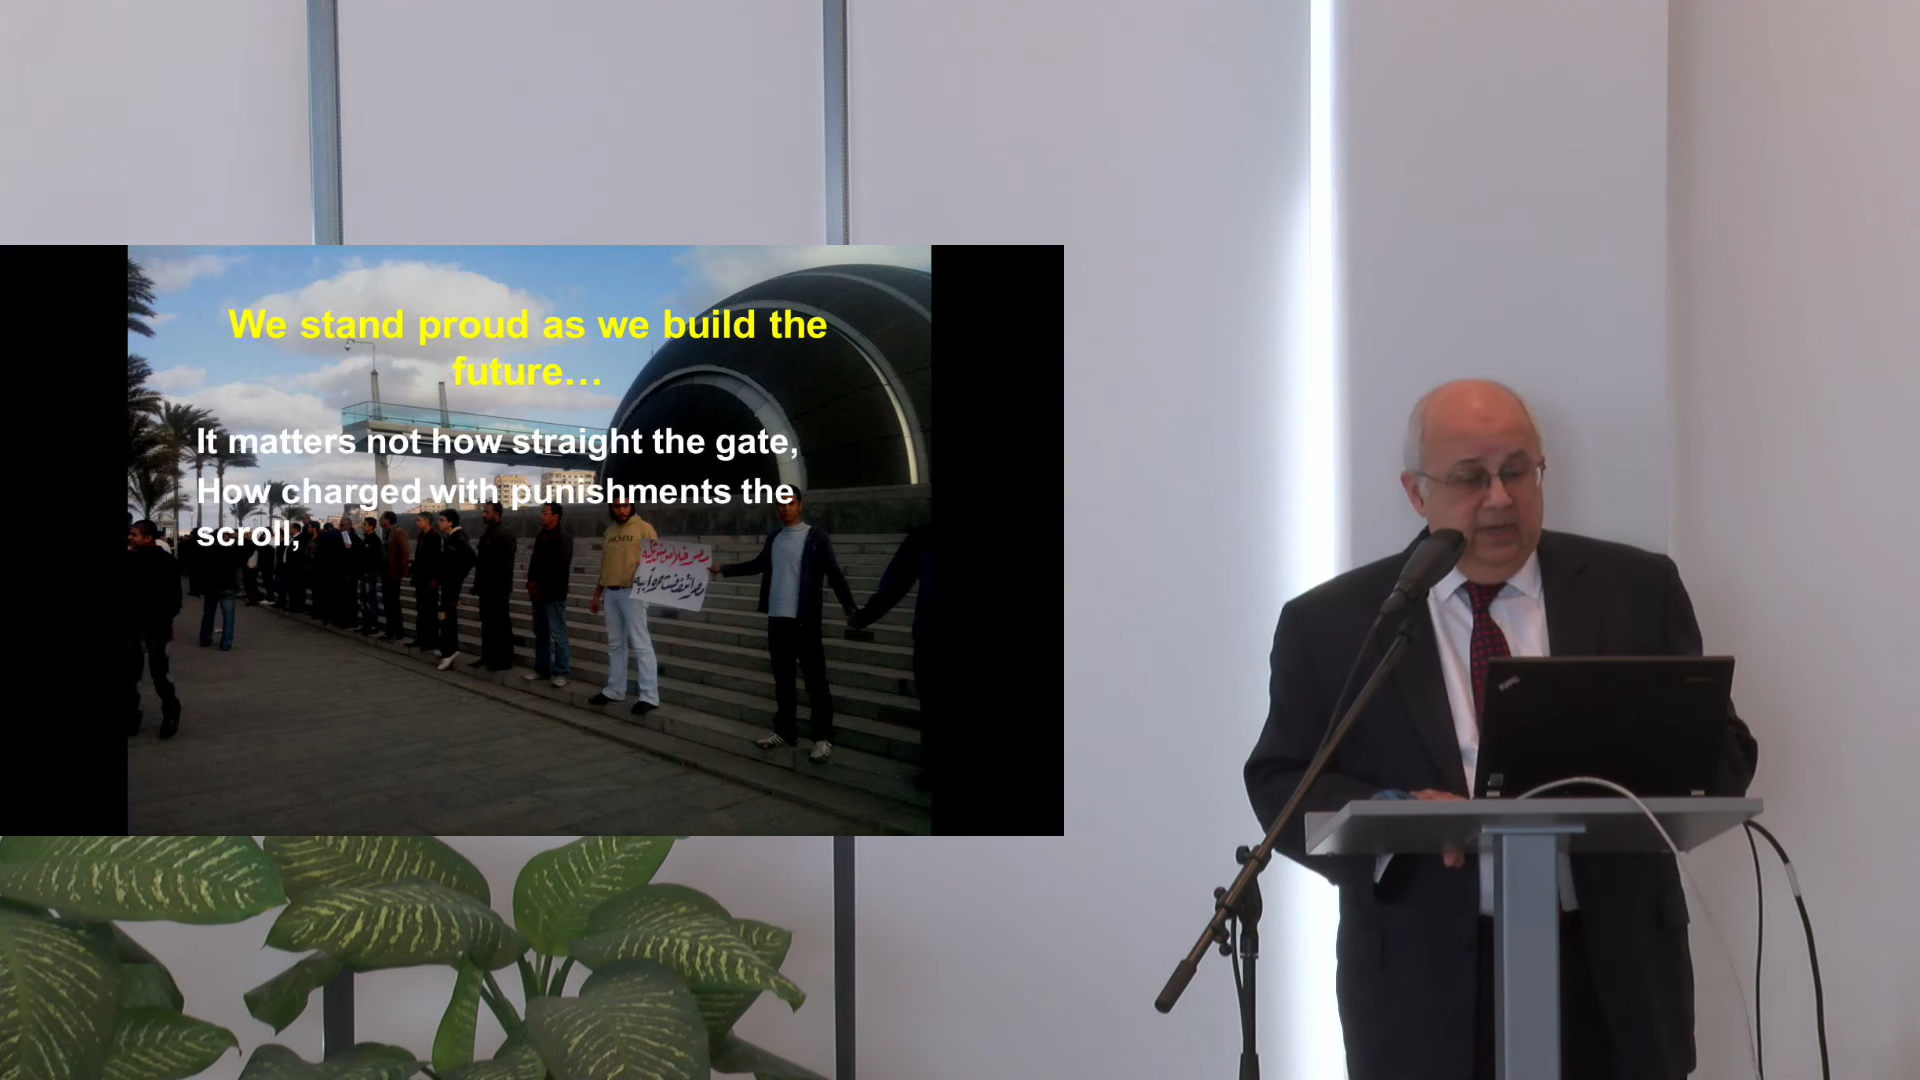 We stand proud as we build the
future…
It matters not how straight the gate,
How charged with punishments the
scroll,